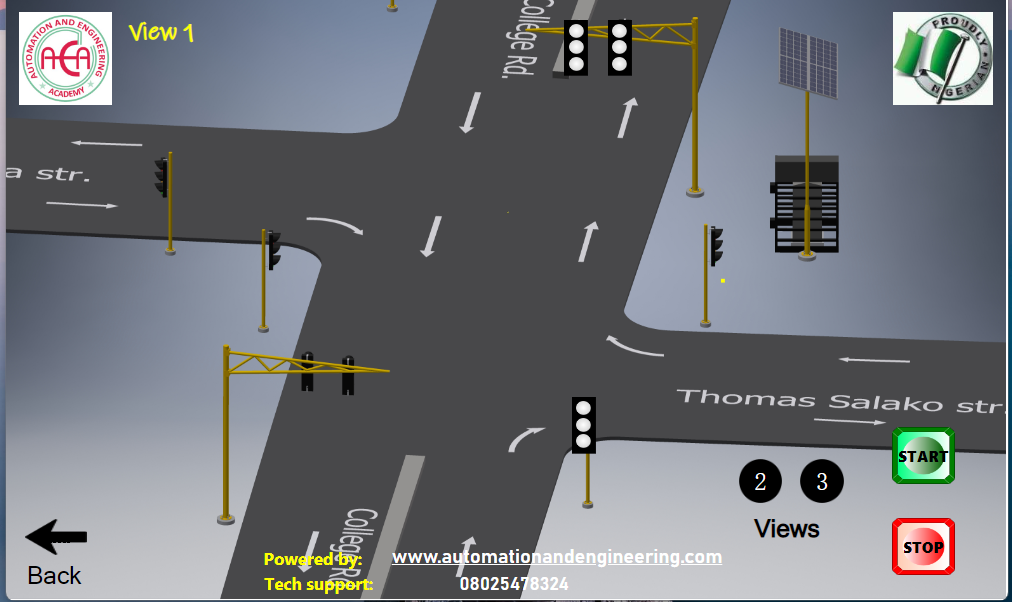 AUTOMATION AND ENGINEERING
AEA
ACADEMY
View 1
College Rd.
PROUDLY
NIGERIAN
a str.
Thomas Salako str.
START
2
3
Views
STOP
College Rd
Back
Powered by: www.automationandengineering.com
Tech support: 08025478324